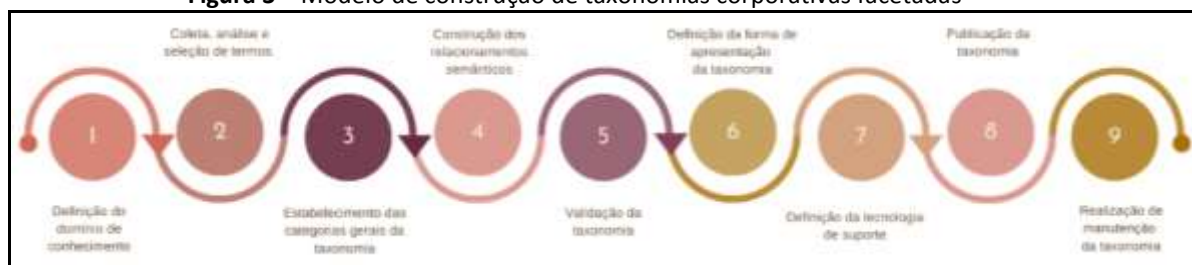 Figura 3 – Modelo de construção de taxonomias corporativas facetadas
1
Definição do
domínio de
conhecimento
2
Coleta, análise e
seleção de termos
3
Estabelecimento das
categorias gerais da
taxonomia
4
Construção dos
relacionamentos
semânticos
5
Validação da
taxonomia
6
Definição da forma de
apresentação
da taxonomia
7
Definição da tecnologia
de suporte
8
Publicação da
taxonomia
9
Realização de
manutenção
da taxonomia